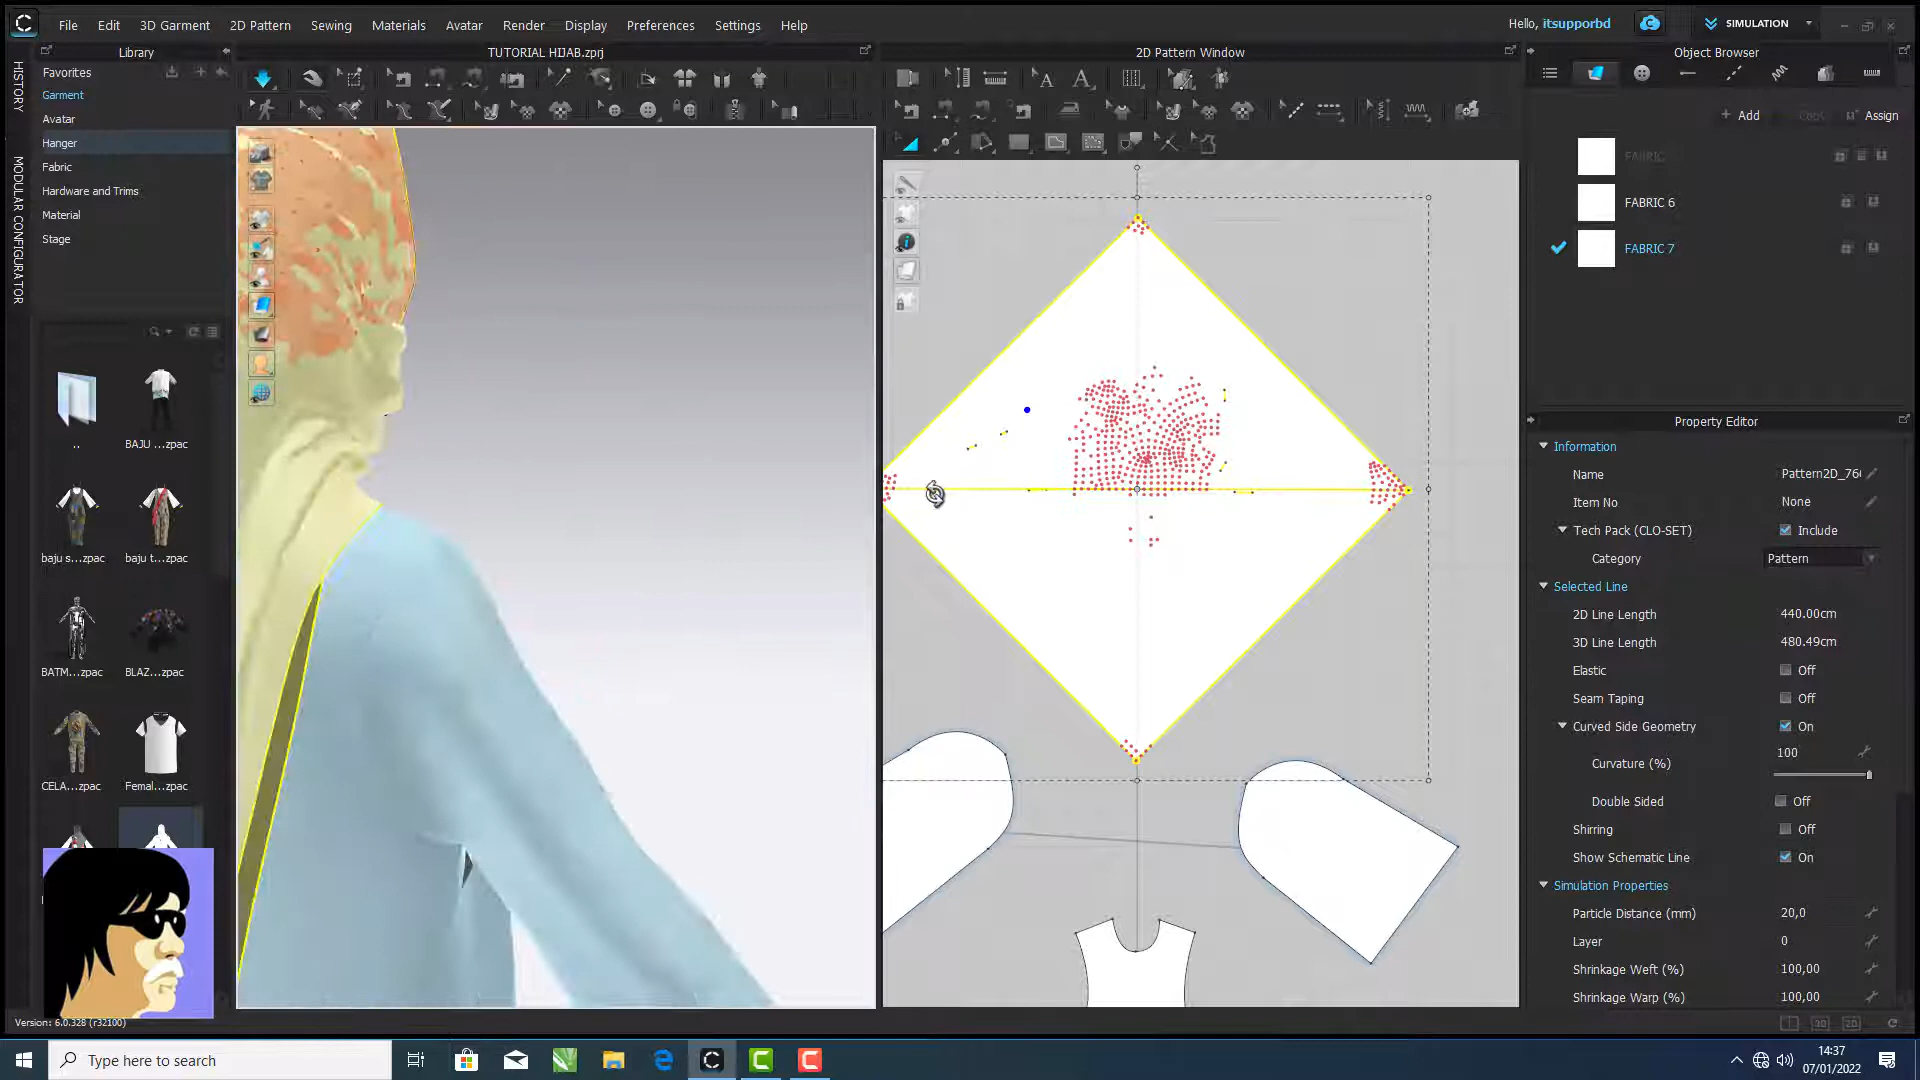 File Edit 3D Garment 2D Pattern Sewing Materials Avatar Render Display Preferences Settings Help
Hello, itsupporbd
SIMULATION
HISTORY
MODULAR CONFIGURATOR
Library
Favorites
Garment
Avatar
Hanger
Fabric
Hardware and Trims
Material
Stage
..
BAJU ...zpac
baju s...zpac
baju t...zpac
BATM...zpac
BLAZ...zpac
CELA...zpac
Femal...zpac
Version: 6.0.328 (r32100)
TUTORIAL HIJAB.zprj
2D Pattern Window
Object Browser
Add
Copy
Assign
FABRIC
FABRIC 6
FABRIC 7
Property Editor
Information
Name Pattern2D_76
Item No None
Tech Pack (CLO-SET) Include
Category Pattern
Selected Line
2D Line Length 440.00cm
3D Line Length 480.49cm
Elastic Off
Seam Taping Off
Curved Side Geometry On
Curvature (%) 100
Double Sided Off
Shirring Off
Show Schematic Line On
Simulation Properties
Particle Distance (mm) 20,0
Layer 0
Shrinkage Weft (%) 100,00
Shrinkage Warp (%) 100,00
3D
2D
Type here to search
14:37
07/01/2022